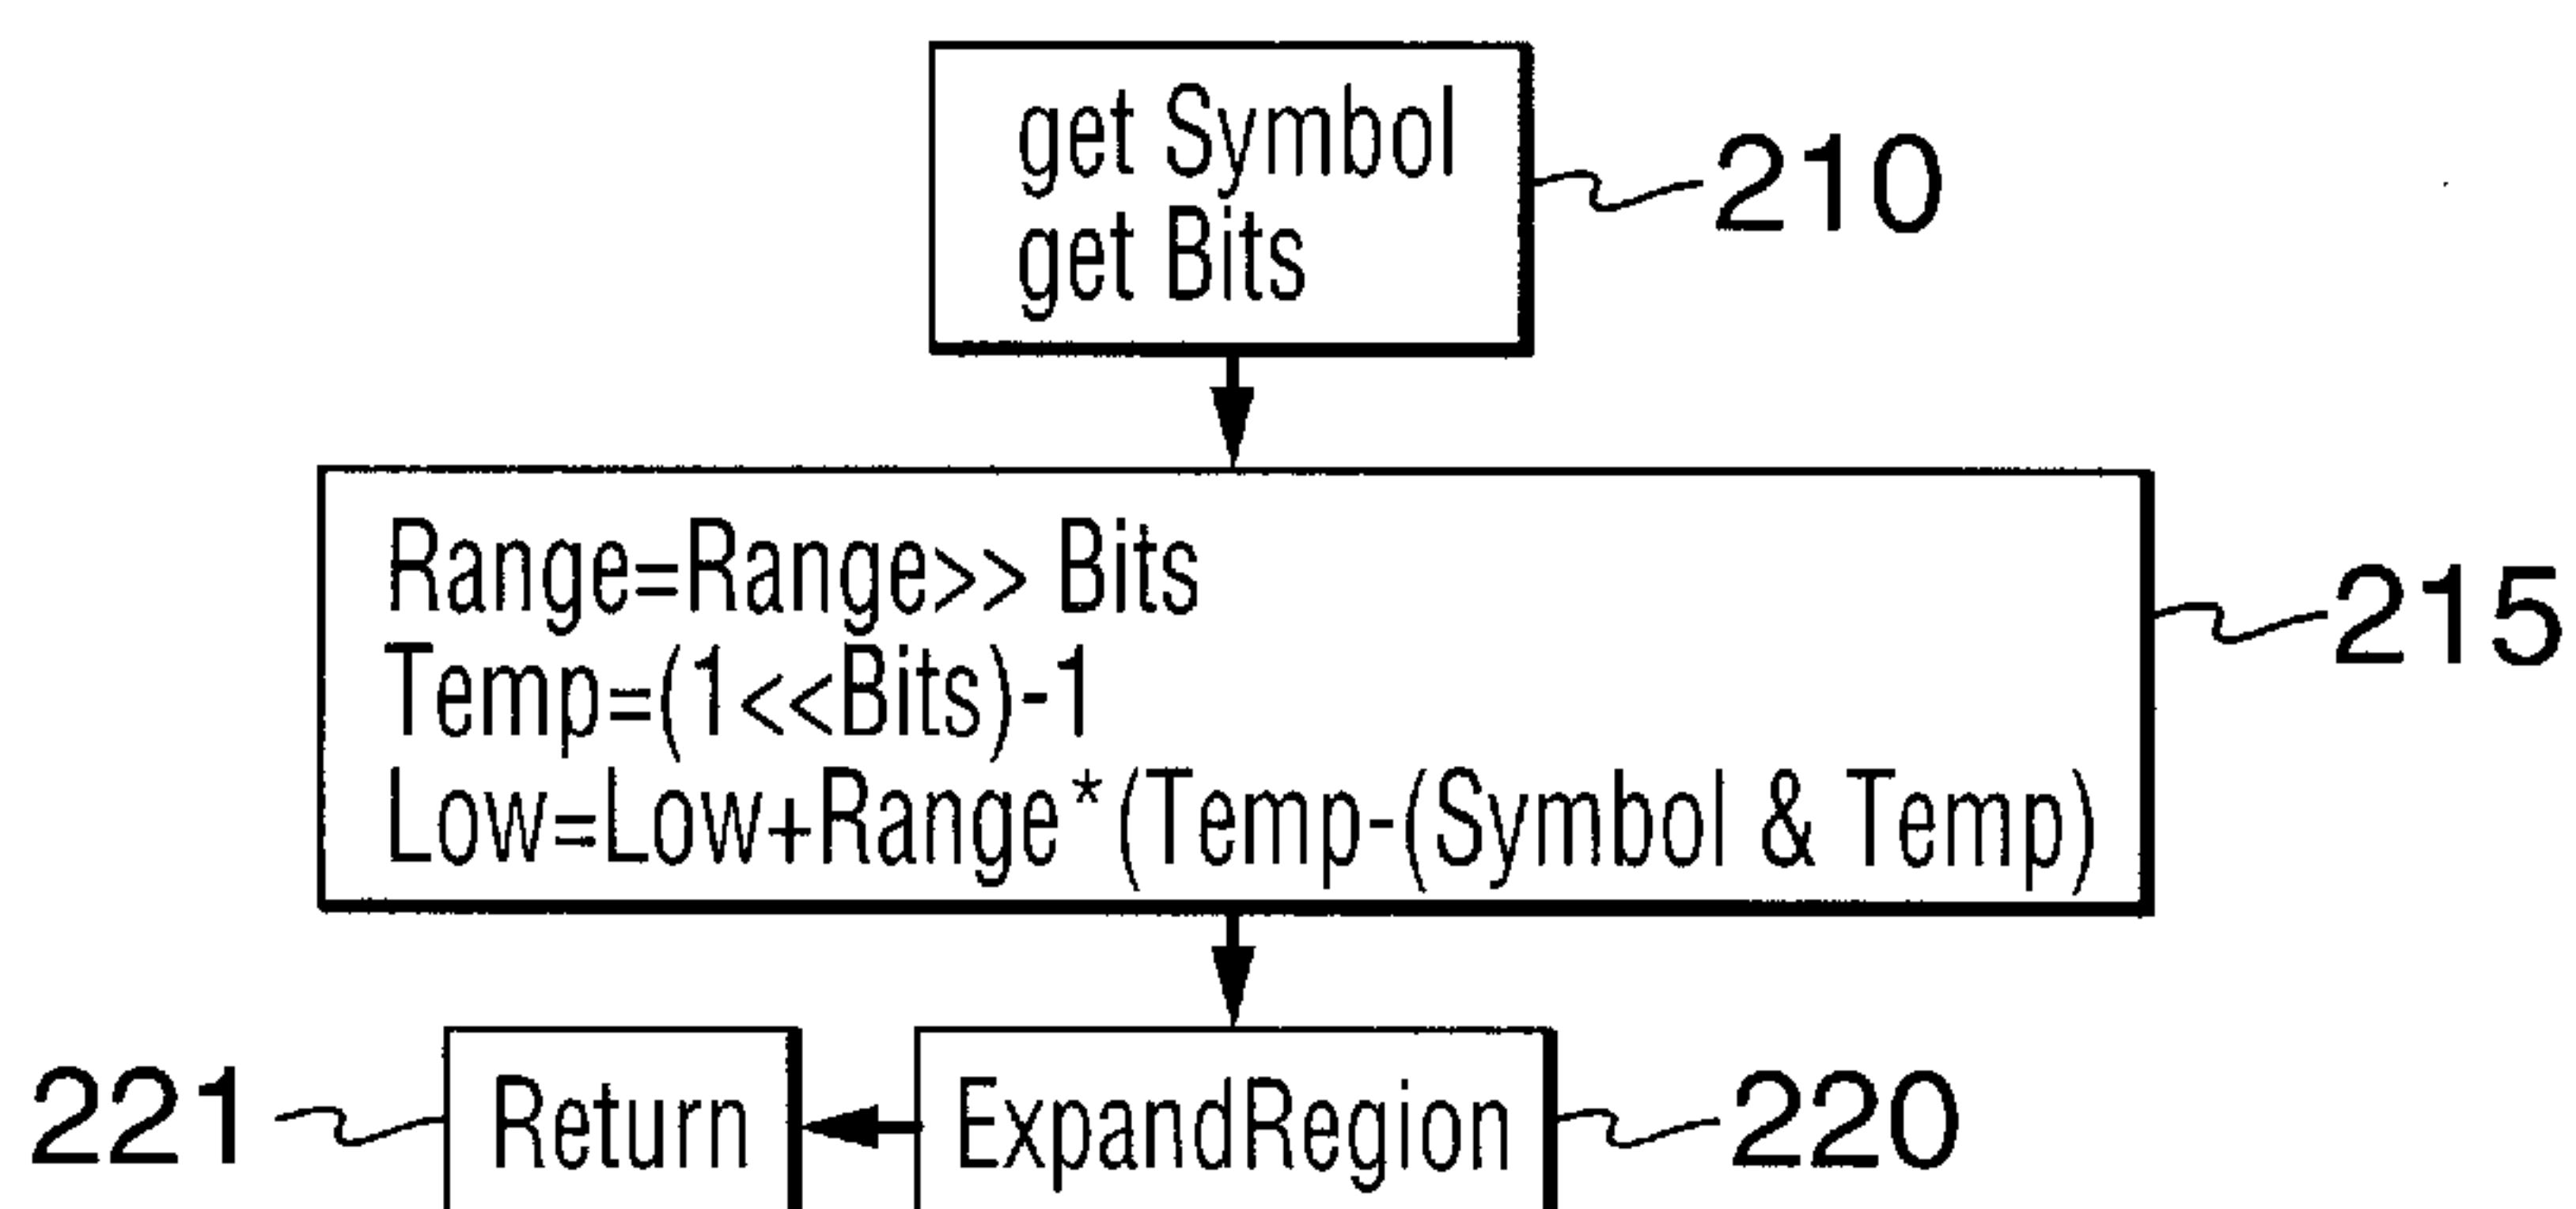 get Symbol
get Bits
210
Range=Range>> Bits
Temp=(1<<Bits)-1
Low=Low+Range*(Temp-(Symbol & Temp)
215
221
Return
ExpandRegion
220